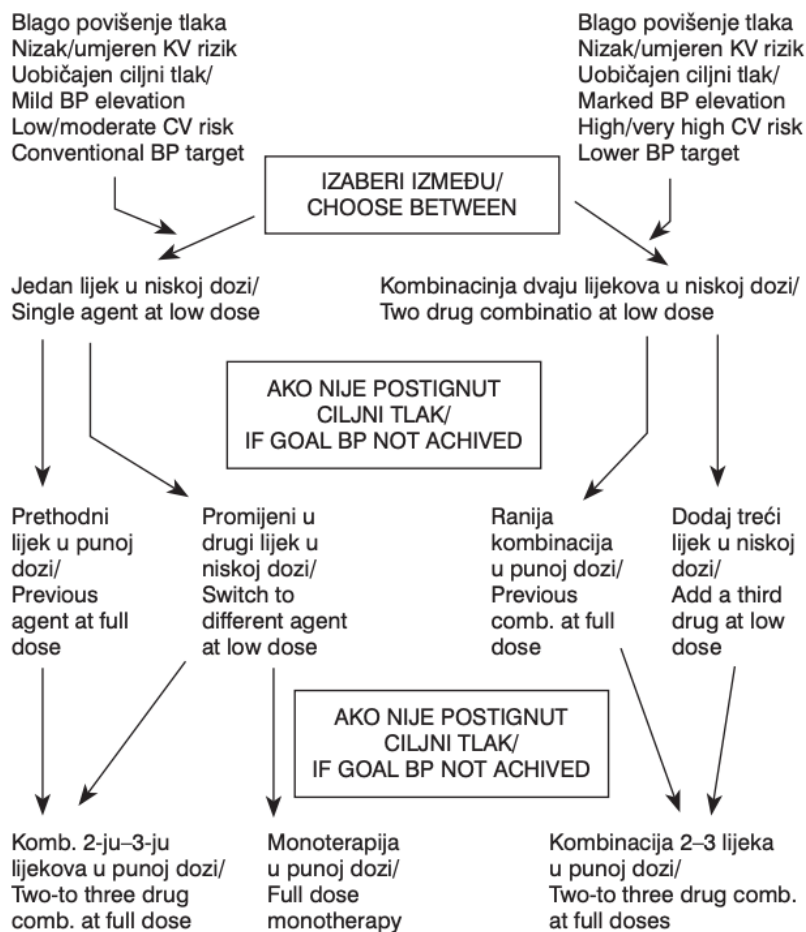 Blago povišenje tlaka
Nizak/umjeren KV rizik
Uobičajen ciljni tlak/
Mild BP elevation
Low/moderate CV risk
Conventional BP target
Blago povišenje tlaka
Nizak/umjeren KV rizik
Uobičajen ciljni tlak/
Marked BP elevation
High/very high CV risk
Lower BP target
IZABERI IZMEĐU/
CHOOSE BETWEEN
Jedan lijek u niskoj dozi/
Single agent at low dose
Kombinacinja dvaju lijekova u niskoj dozi/
Two drug combinatio at low dose
AKO NIJE POSTIGNUT
CILJNI TLAK/
IF GOAL BP NOT ACHIVED
Prethodni
lijek u punoj
dozi/
Previous
agent at full
dose
Promijeni u
drugi lijek u
niskoj dozi/
Switch to
different agent
at low dose
Ranija
kombinacija
u punoj dozi/
Previous
comb. at full
dose
Dodaj treći
lijek u niskoj
dozi/
Add a third
drug at low
dose
AKO NIJE POSTIGNUT
CILJNI TLAK/
IF GOAL BP NOT ACHIVED
Komb. 2-ju–3-ju
lijekova u punoj dozi/
Two-to three drug
comb. at full dose
Monoterapija
u punoj dozi/
Full dose
monotherapy
Kombinacija 2–3 lijeka
u punoj dozi/
Two-to three drug comb.
at full doses